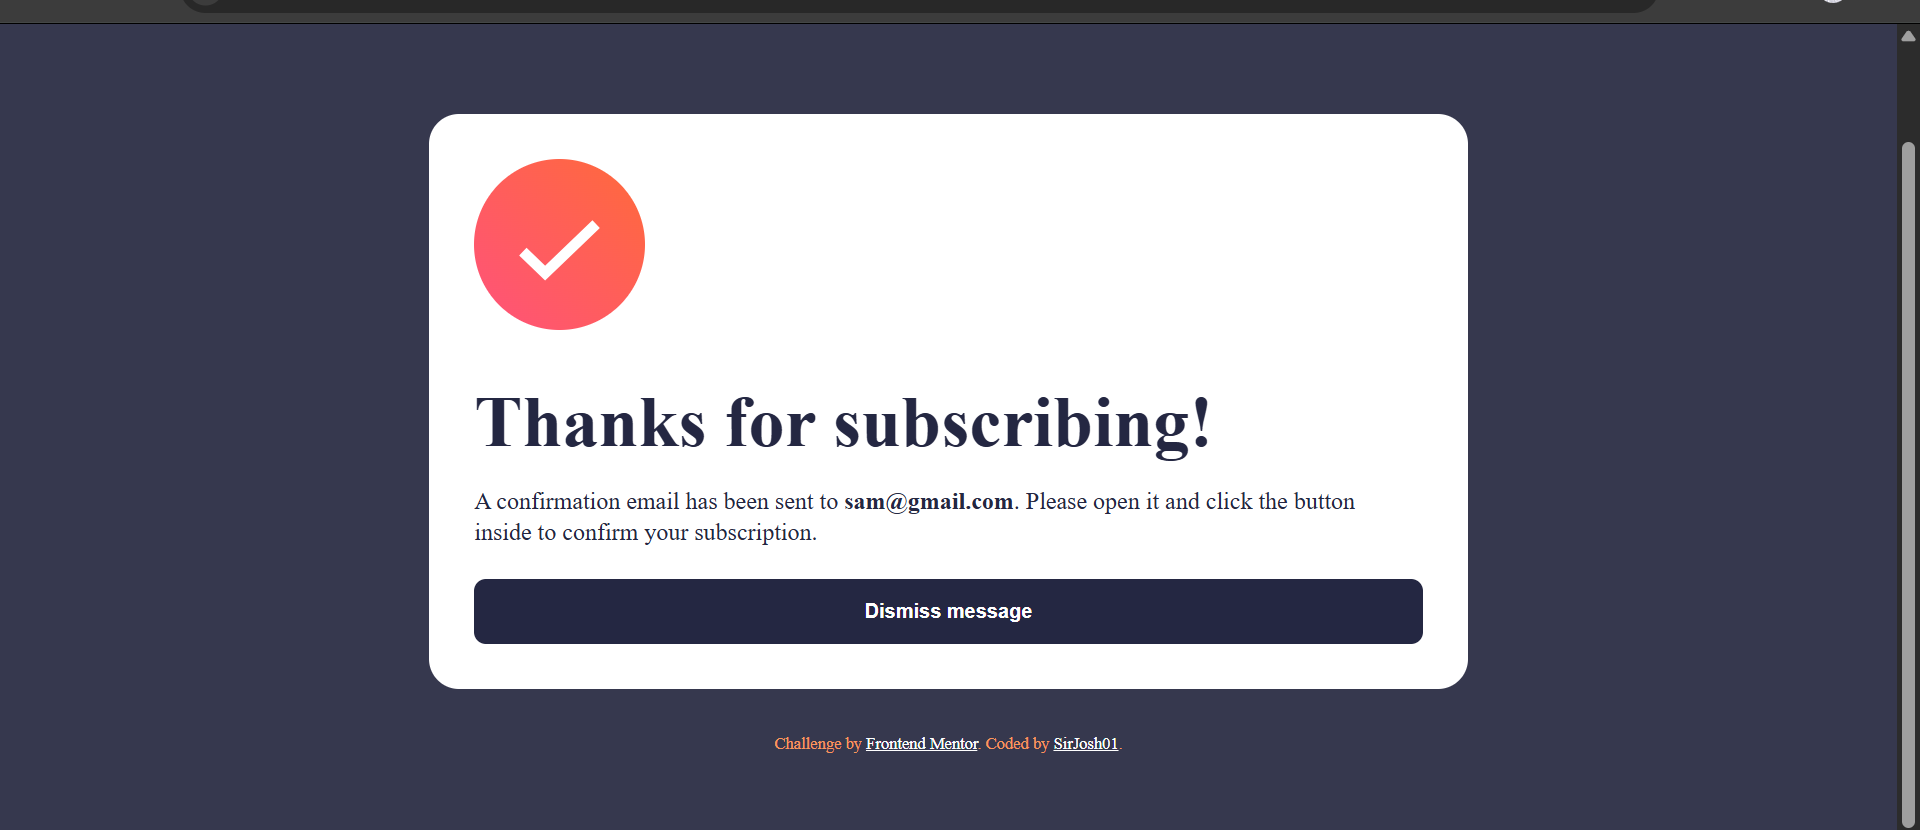 Thanks for subscribing!
A confirmation email has been sent to sam@gmail.com. Please open it and click the button
inside to confirm your subscription.
Dismiss message
Challenge by Frontend Mentor. Coded by SirJosh01.